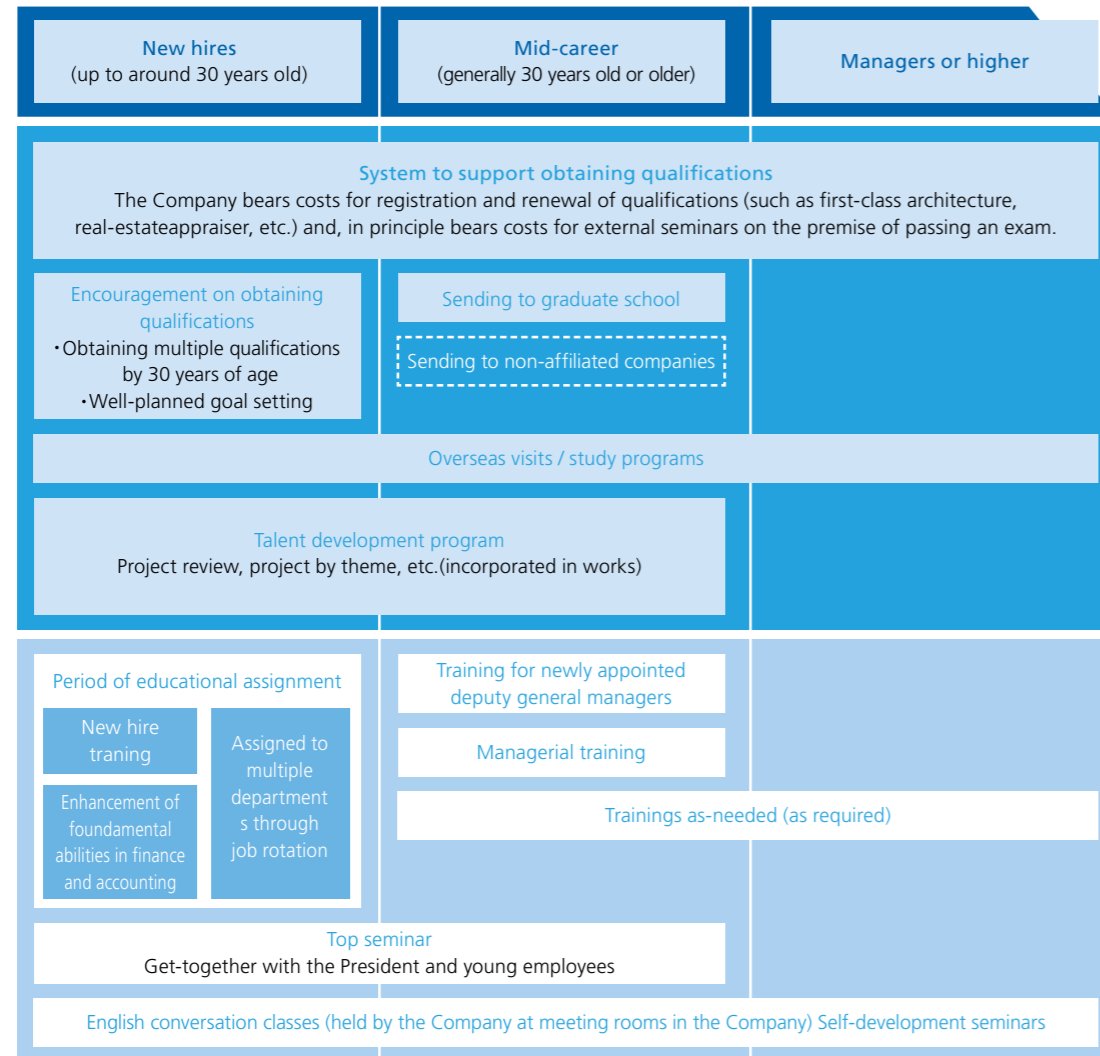 New hires
(up to around 30 years old)
Mid-career
(generally 30 years old or older)
Managers or higher
System to support obtaining qualifications
The Company bears costs for registration and renewal of qualifications (such as first-class architecture,
real-estateappraiser, etc.) and, in principle bears costs for external seminars on the premise of passing an exam.
Encouragement on obtaining
qualifications
・Obtaining multiple qualifications
by 30 years of age
・Well-planned goal setting
Sending to graduate school
Sending to non-affiliated companies
Overseas visits / study programs
Talent development program
Project review, project by theme, etc.(incorporated in works)
Period of educational assignment
New hire
traning
Enhancement of
foundamental
abilities in finance
and accounting
Assigned to
multiple
department
s through
job rotation
Training for newly appointed
deputy general managers
Managerial training
Trainings as-needed (as required)
Top seminar
Get-together with the President and young employees
English conversation classes (held by the Company at meeting rooms in the Company) Self-development seminars